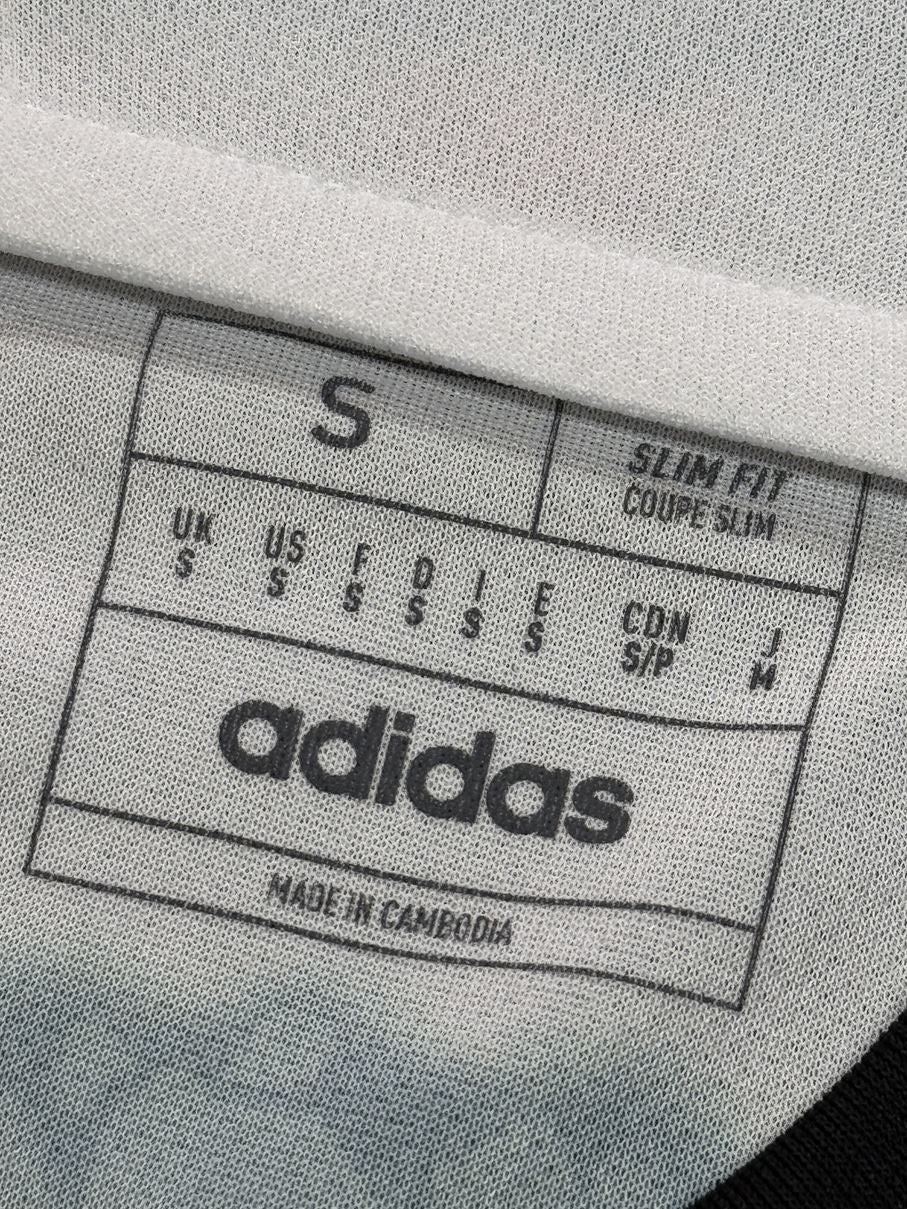 S
SLIM FIT
COUPE SLIM
UK US F D I E CDN J
S S S S S S S/P M
adidas
MADE IN CAMBODIA